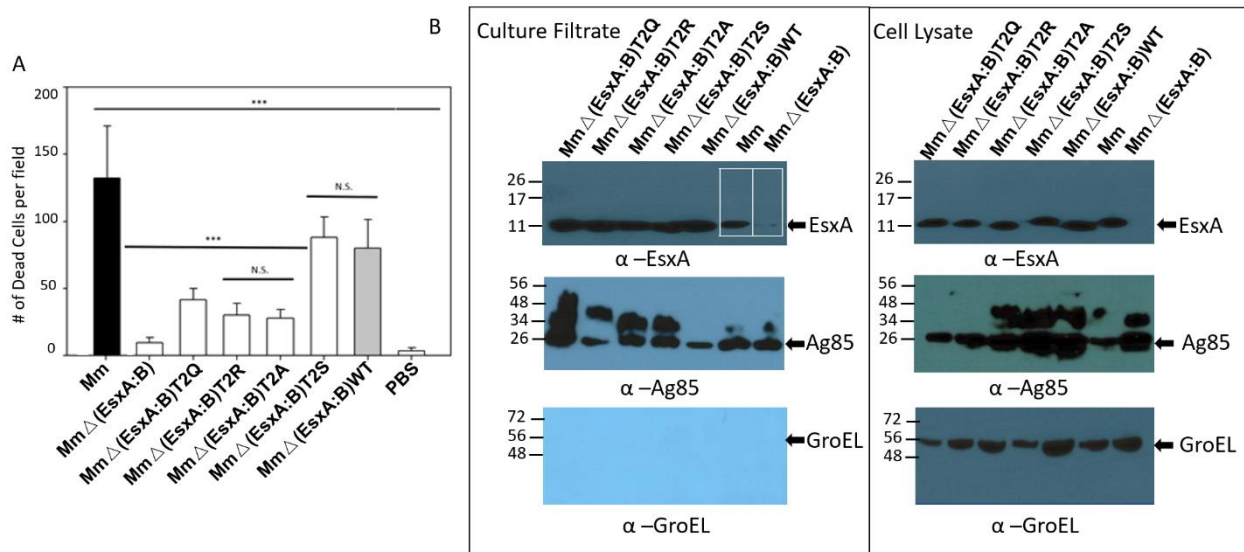 A
# of Dead Cells per field
200
150
100
50
0
***
***
N.S.
N.S.
Mm
Mm△(EsxA:B)
Mm△(EsxA:B)T2Q
Mm△(EsxA:B)T2R
Mm△(EsxA:B)T2A
Mm△(EsxA:B)T2S
Mm△(EsxA:B)WT
PBS
B
Culture Filtrate
Mm△(EsxA:B)T2Q
Mm△(EsxA:B)T2R
Mm△(EsxA:B)T2A
Mm△(EsxA:B)T2S
Mm△(EsxA:B)WT
Mm
Mm△(EsxA:B)
26
17
11
EsxA
α –EsxA
56
48
34
26
Ag85
α –Ag85
72
56
48
GroEL
α –GroEL
Cell Lysate
Mm△(EsxA:B)T2Q
Mm△(EsxA:B)T2R
Mm△(EsxA:B)T2A
Mm△(EsxA:B)T2S
Mm△(EsxA:B)WT
Mm
Mm△(EsxA:B)
26
17
11
EsxA
α –EsxA
56
48
34
26
Ag85
α –Ag85
72
56
48
GroEL
α –GroEL